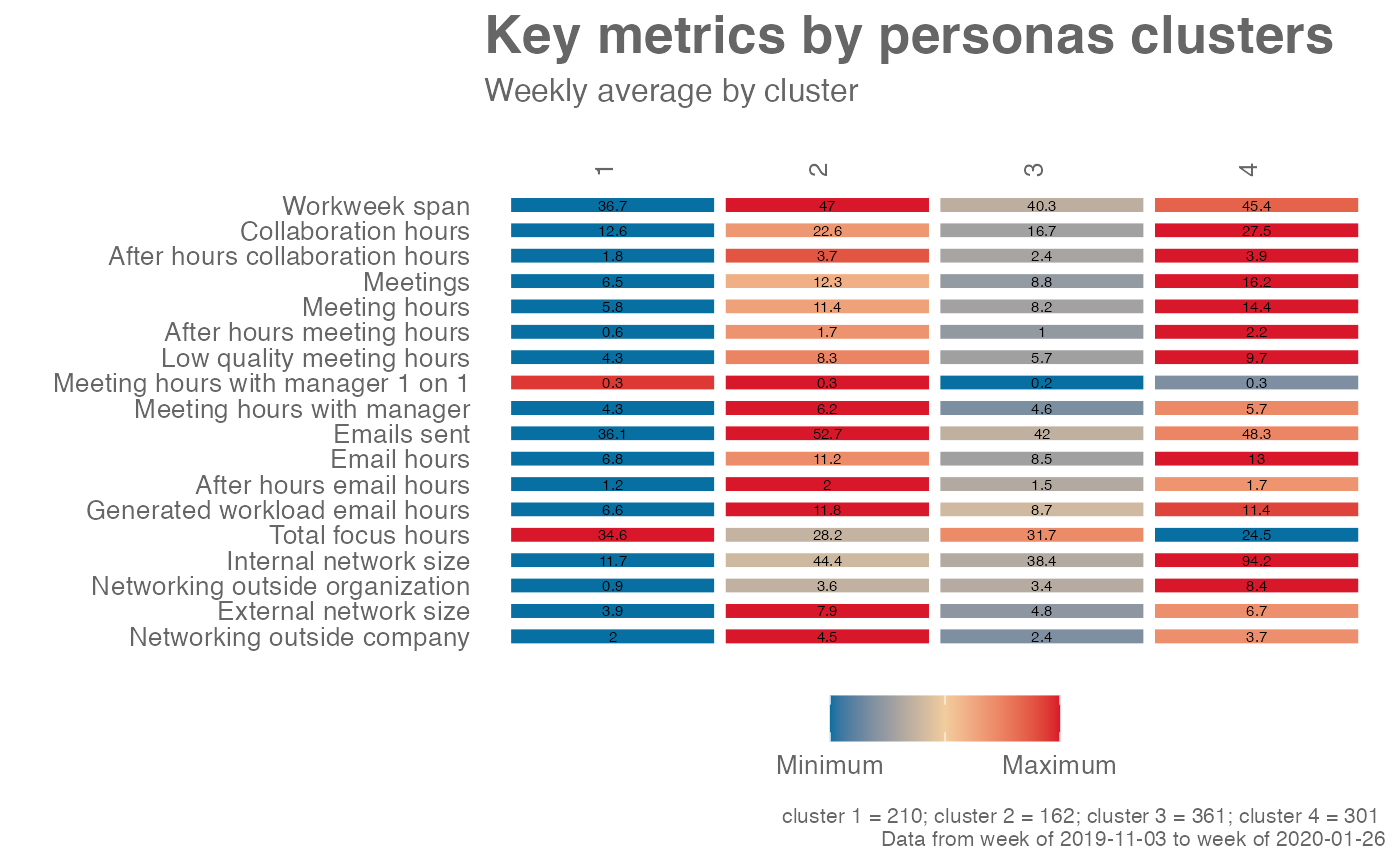 Key metrics by personas clusters
Weekly average by cluster
1 2 3 4
Workweek span 36.7 47 40.3 45.4
Collaboration hours 12.6 22.6 16.7 27.5
After hours collaboration hours 1.8 3.7 2.4 3.9
Meetings 6.5 12.3 8.8 16.2
Meeting hours 5.8 11.4 8.2 14.4
After hours meeting hours 0.6 1.7 1 2.2
Low quality meeting hours 4.3 8.3 5.7 9.7
Meeting hours with manager 1 on 1 0.3 0.3 0.2 0.3
Meeting hours with manager 4.3 6.2 4.6 5.7
Emails sent 36.1 52.7 42 48.3
Email hours 6.8 11.2 8.5 13
After hours email hours 1.2 2 1.5 1.7
Generated workload email hours 6.6 11.8 8.7 11.4
Total focus hours 34.6 28.2 31.7 24.5
Internal network size 11.7 44.4 38.4 94.2
Networking outside organization 0.9 3.6 3.4 8.4
External network size 3.9 7.9 4.8 6.7
Networking outside company 2 4.5 2.4 3.7
Minimum Maximum
cluster 1 = 210; cluster 2 = 162; cluster 3 = 361; cluster 4 = 301
Data from week of 2019-11-03 to week of 2020-01-26